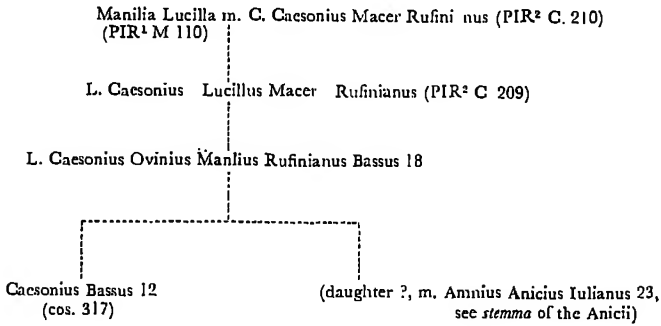 Manilia Lucilla m. C. Caesonius Macer Rufini nus (PIR² C. 210)
(PIR¹ M 110)
L. Caesonius Lucillus Macer Rufinianus (PIR² C 209)
L. Caesonius Ovinius Manlius Rufinianus Bassus 18
Caesonius Bassus 12
(cos. 317)
(daughter ?, m. Amnius Anicius Iulianus 23,
see stemma of the Anicii)